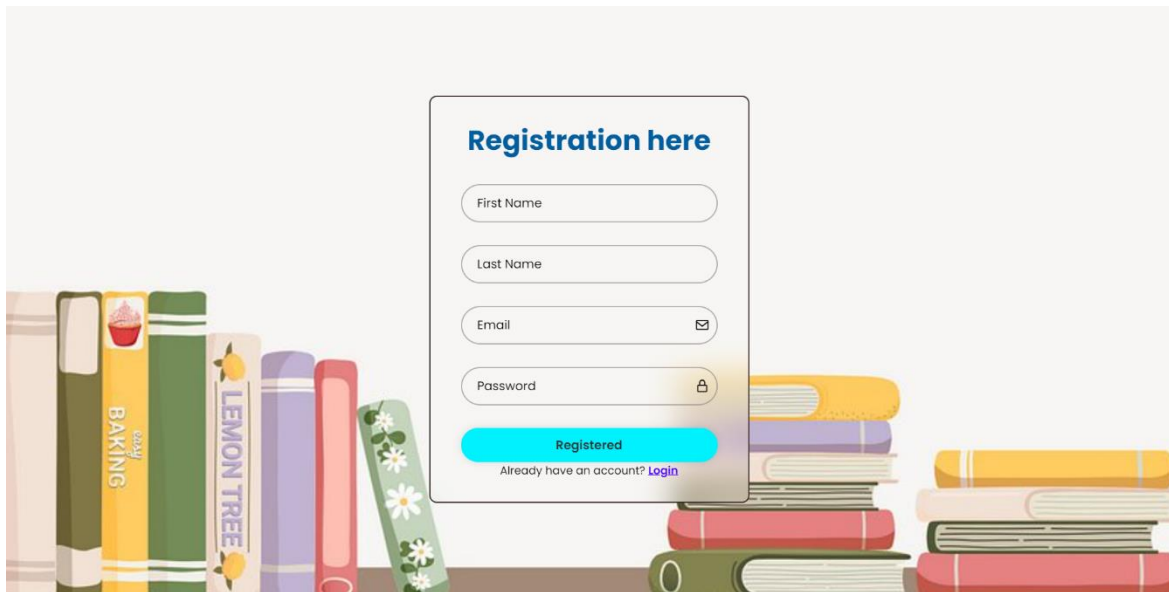 Registration here
First Name
Last Name
Email
Password
Registered
Already have an account? Login
easy
BAKING
LEMON TREE